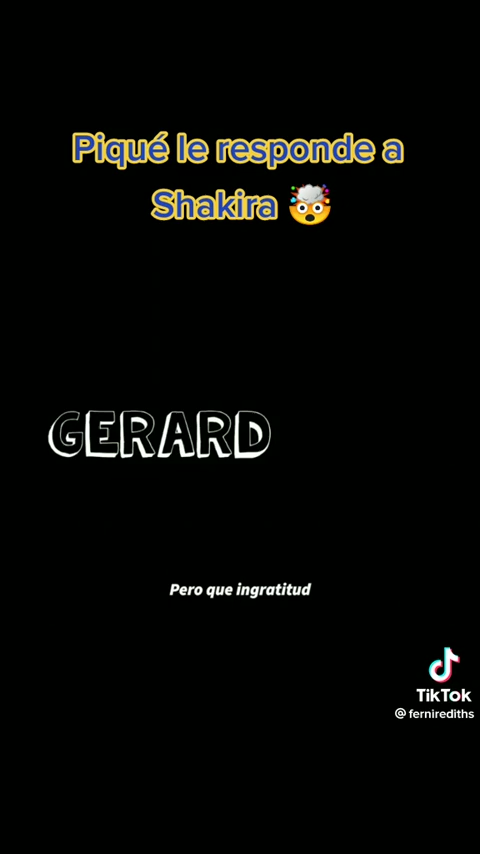 Piqué le responde a
Shakira 🤯
GERARD
Pero que ingratitud
TikTok
@ fernirediths